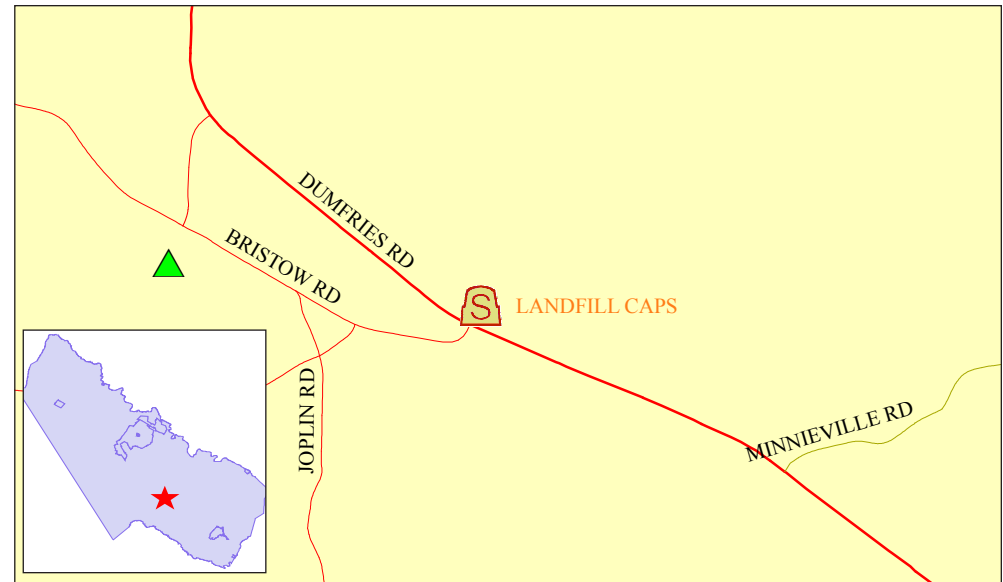 DUMFRIES RD
BRISTOW RD
S
LANDFILL CAPS
JOPLIN RD
MINNIEVILLE RD